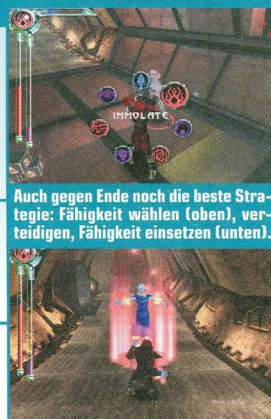 IMMOLATE
Auch gegen Ende noch die beste Stra-
tegie: Fähigkeit wählen (oben), ver-
teidigen, Fähigkeit einsetzen (unten).